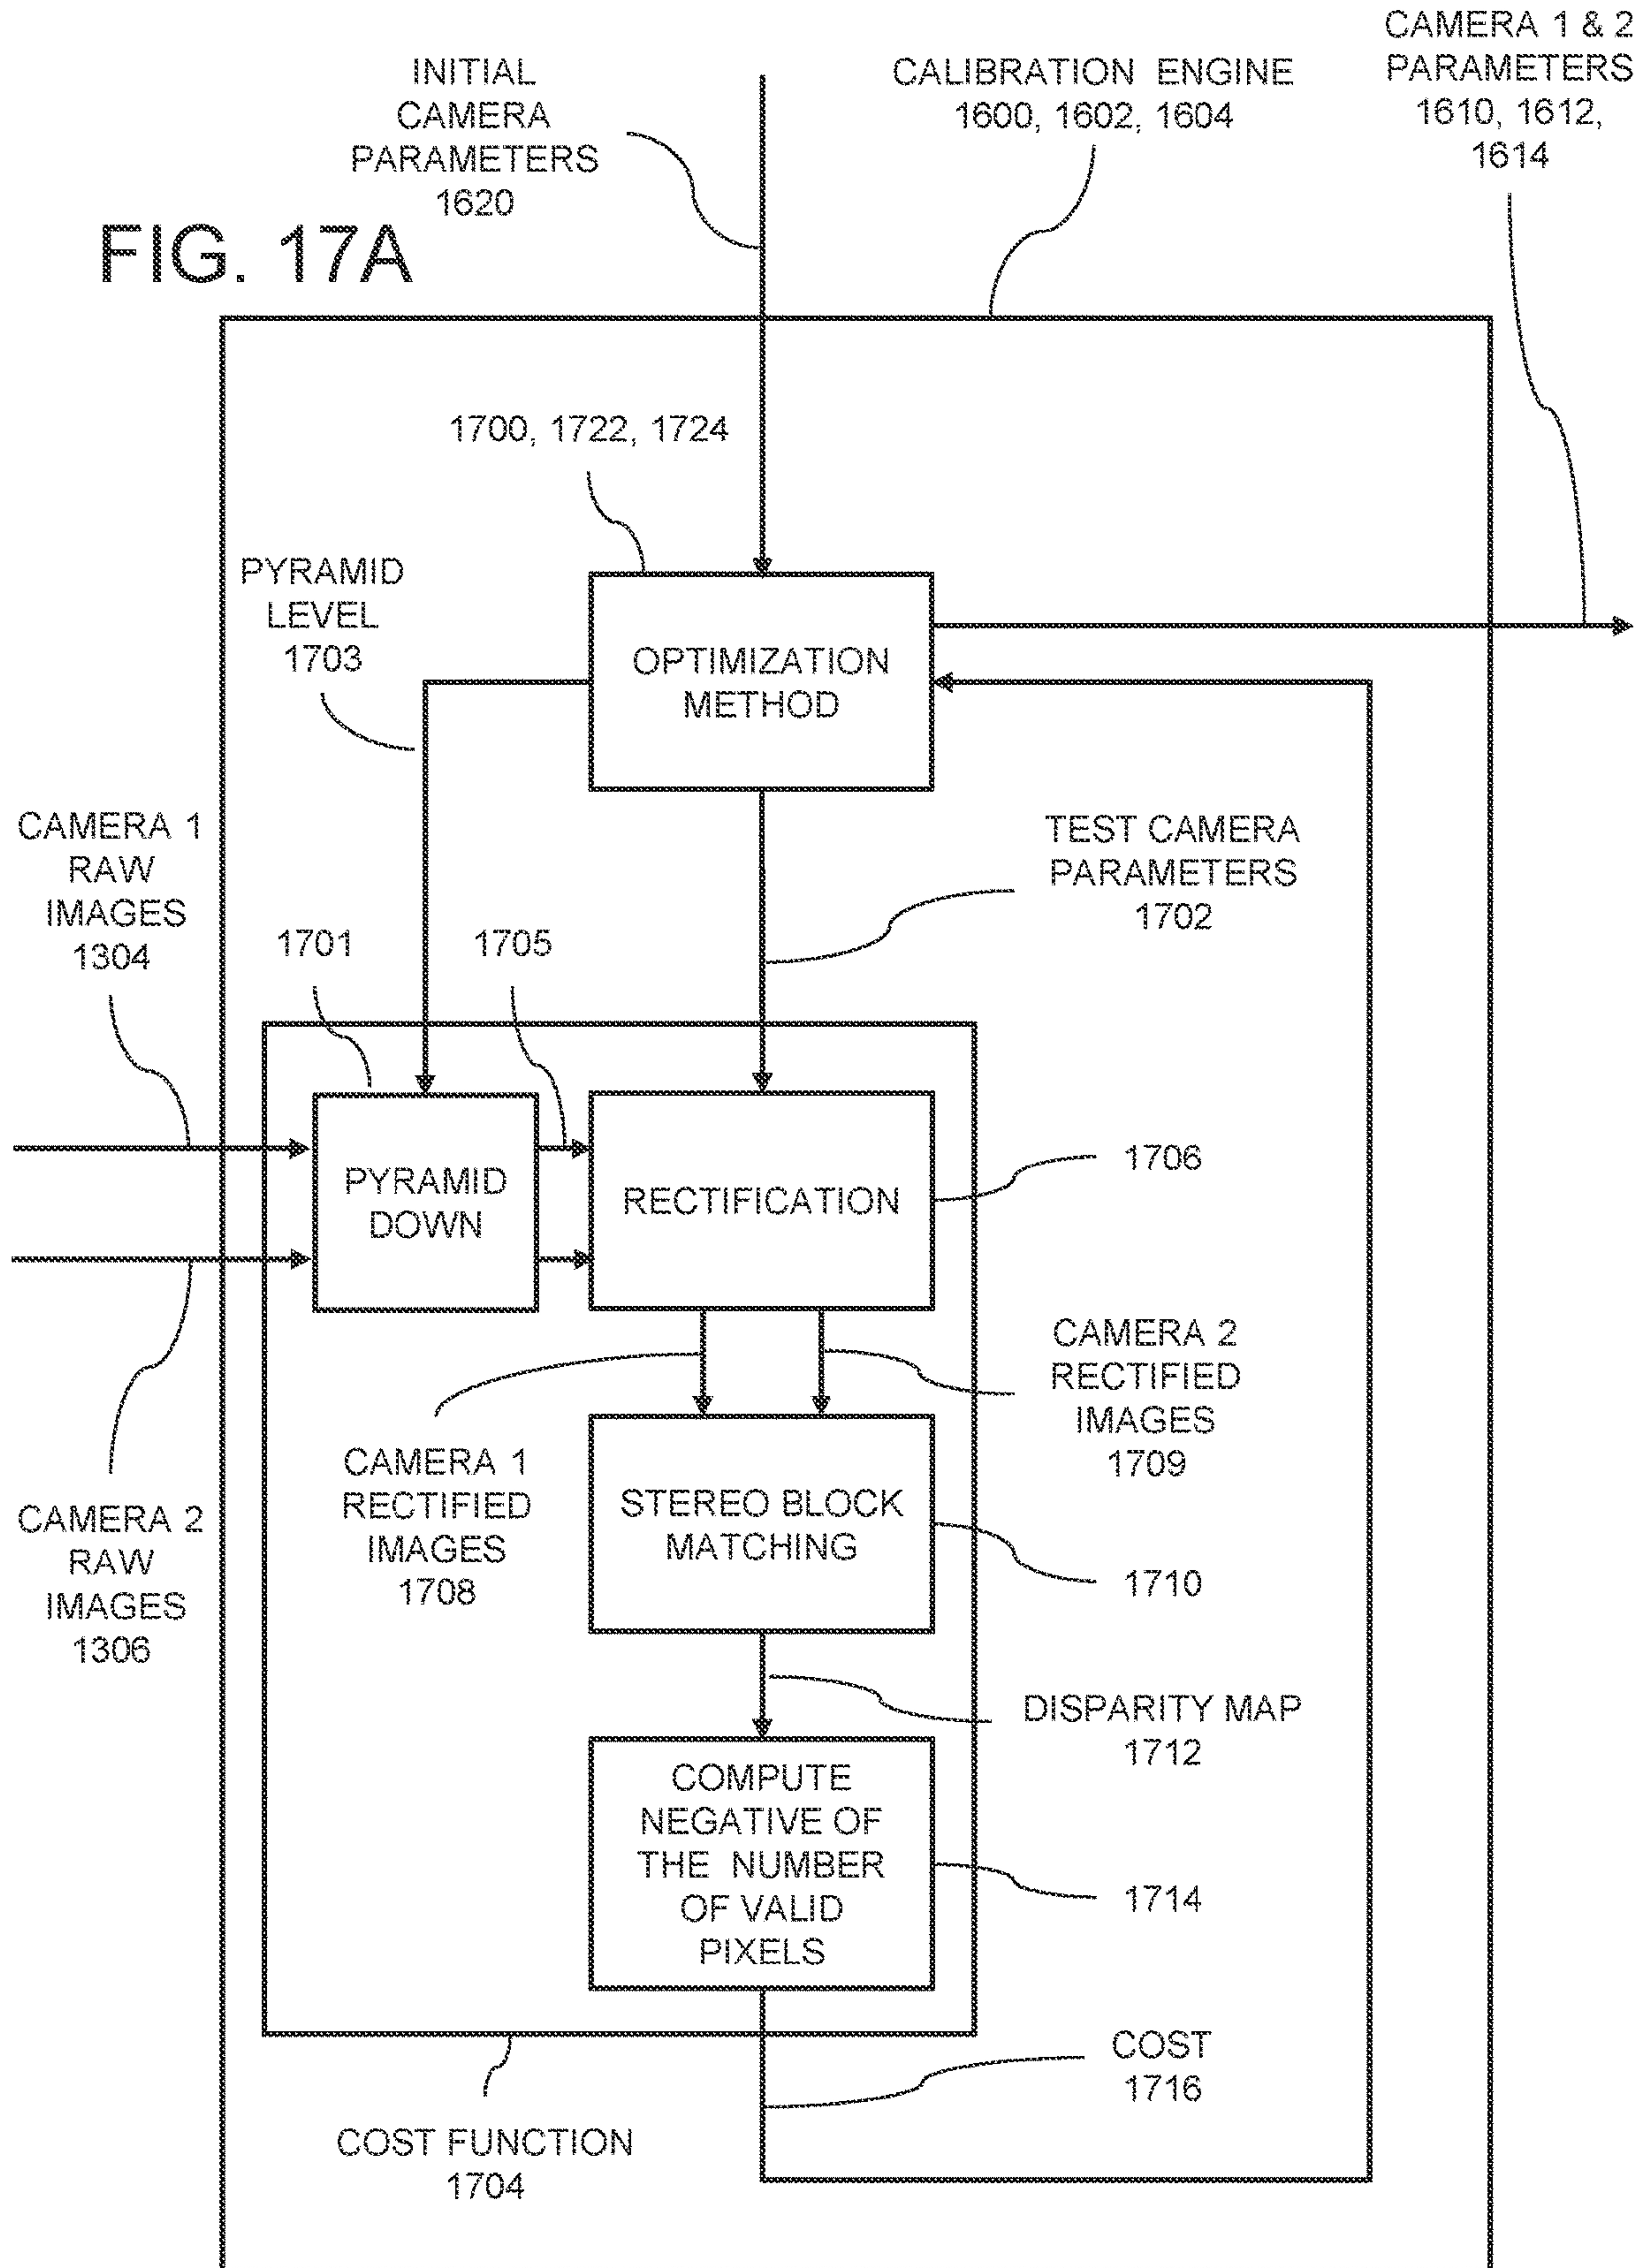 CAMERA 1 & 2
PARAMETERS
1610, 1612,
1614
INITIAL
CAMERA
PARAMETERS
1620
CALIBRATION ENGINE
1600, 1602, 1604
FIG. 17A
1700, 1722, 1724
PYRAMID
LEVEL
1703
OPTIMIZATION
METHOD
CAMERA 1
RAW
IMAGES
1304
TEST CAMERA
PARAMETERS
1702
1701
1705
PYRAMID
DOWN
RECTIFICATION
1706
CAMERA 2
RECTIFIED
IMAGES
1709
CAMERA 1
RECTIFIED
IMAGES
1708
STEREO BLOCK
MATCHING
1710
CAMERA 2
RAW
IMAGES
1306
DISPARITY MAP
1712
COMPUTE
NEGATIVE OF
THE NUMBER
OF VALID
PIXELS
1714
COST
1716
COST FUNCTION
1704